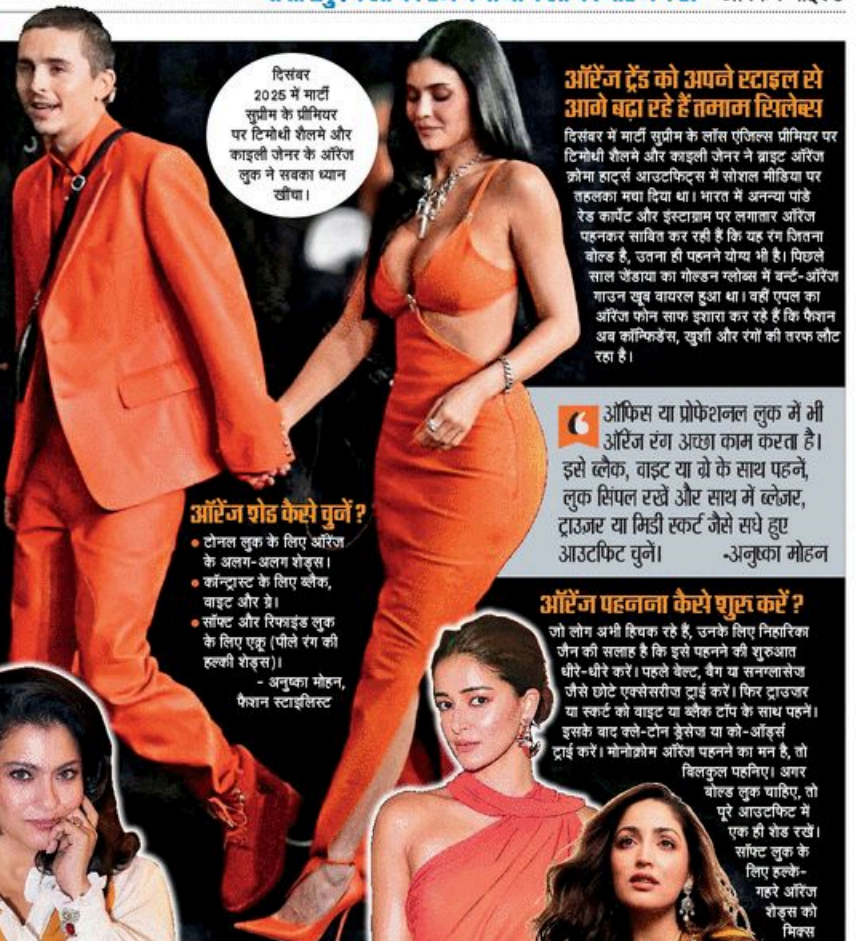 दिसंबर
2025 में मार्टी
सुप्रीम के प्रीमियर
पर टिमोथी शैलमे और
काइली जेनर के ऑरेंज
लुक ने सबका ध्यान
खींचा।
ऑरेंज ट्रेंड को अपने स्टाइल से
आगे बढ़ा रहे हैं तमाम सिलेब्स
दिसंबर में मार्टी सुप्रीम के लॉस एंजिल्स प्रीमियर पर
टिमोथी शैलमे और काइली जेनर ने ब्राइट ऑरेंज
क्रोमा हार्ट्स आउटफिट्स में सोशल मीडिया पर
तहलका मचा दिया था। भारत में अनन्या पांडे
रेड कार्पेट और इंस्टाग्राम पर लगातार ऑरेंज
पहनकर साबित कर रही हैं कि यह रंग जितना
बोल्ड है, उतना ही पहनने योग्य भी है। पिछले
साल जेंडाया का गोल्डन ग्लोब्स में बर्न्ट-ऑरेंज
गाउन खूब वायरल हुआ था। वहीं एपल का
ऑरेंज फोन साफ इशारा कर रहे हैं कि फैशन
अब कॉन्फिडेंस, खुशी और रंगों की तरफ लौट
रहा है।
ऑफिस या प्रोफेशनल लुक में भी
ऑरेंज रंग अच्छा काम करता है।
इसे ब्लैक, वाइट या ग्रे के साथ पहनें,
लुक सिंपल रखें और साथ में ब्लेज़र,
ट्राउज़र या मिडी स्कर्ट जैसे सधे हुए
आउटफिट चुनें। -अनुष्का मोहन
ऑरेंज शेड कैसे चुनें?
• टोनल लुक के लिए ऑरेंज
के अलग-अलग शेड्स।
• कॉन्ट्रास्ट के लिए ब्लैक,
वाइट और ग्रे।
• सॉफ्ट और रिफाइंड लुक
के लिए एक्रू (पीले रंग की
हल्की शेड्स)।
- अनुष्का मोहन,
फैशन स्टाइलिस्ट
ऑरेंज पहनना कैसे शुरू करें?
जो लोग अभी हिचक रहे हैं, उनके लिए निहारिका
जैन की सलाह है कि इसे पहनने की शुरुआत
धीरे-धीरे करें। पहले बेल्ट, बैग या सनग्लासेज
जैसे छोटे एक्सेसरीज ट्राई करें। फिर ट्राउजर
या स्कर्ट को वाइट या ब्लैक टॉप के साथ पहनें।
इसके बाद क्ले-टोन ड्रेसेज या को-ऑर्ड्स
ट्राई करें। मोनोक्रोम ऑरेंज पहनने का मन है, तो
बिलकुल पहनिए। अगर
बोल्ड लुक चाहिए, तो
पूरे आउटफिट में
एक ही शेड रखें।
सॉफ्ट लुक के
लिए हल्के-
गहरे ऑरेंज
शेड्स को
मिक्स